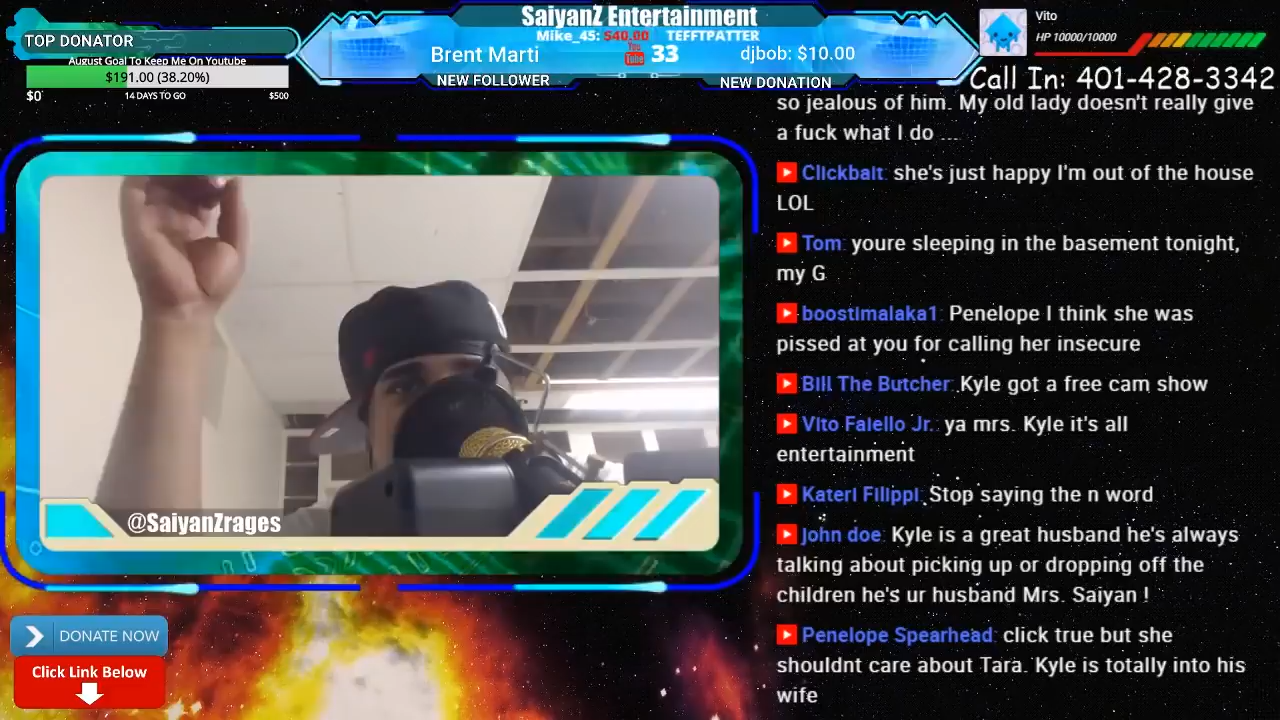 TOP DONATOR
August Goal To Keep Me On Youtube
$191.00 (38.20%)
$0
14 DAYS TO GO
$500
SaiyanZ Entertainment
Mike_45: $40.00 TEFFTPATTER
Brent Marti
You Tube
33
djbob: $10.00
NEW FOLLOWER
NEW DONATION
Vito
HP 10000/10000
Call In: 401-428-3342
so jealous of him. My old lady doesn't really give
a fuck what I do ...
Clickbait: she's just happy I'm out of the house
LOL
Tom: youre sleeping in the basement tonight,
my G
boostimalaka1: Penelope I think she was
pissed at you for calling her insecure
Bill The Butcher: Kyle got a free cam show
Vito Faiello Jr.: ya mrs. Kyle it's all
entertainment
Kateri Filippi: Stop saying the n word
John doe: Kyle is a great husband he's always
talking about picking up or dropping off the
children he's ur husband Mrs. Saiyan !
Penelope Spearhead: click true but she
shouldnt care about Tara. Kyle is totally into his
wife
@SaiyanZrages
DONATE NOW
Click Link Below